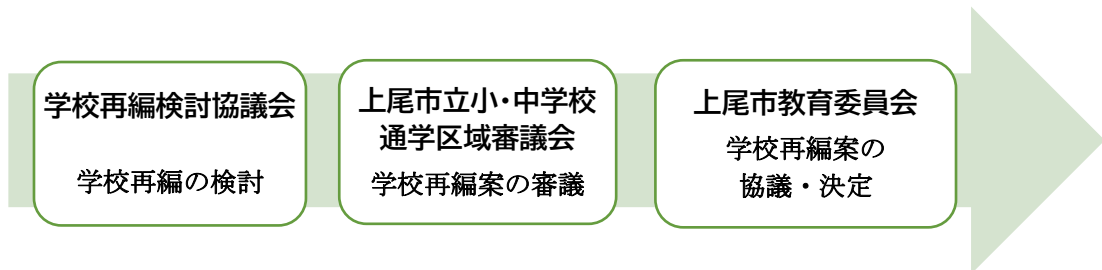 学校再編検討協議会
学校再編の検討
上尾市立小・中学校
通学区域審議会
学校再編案の審議
上尾市教育委員会
学校再編案の
協議・決定